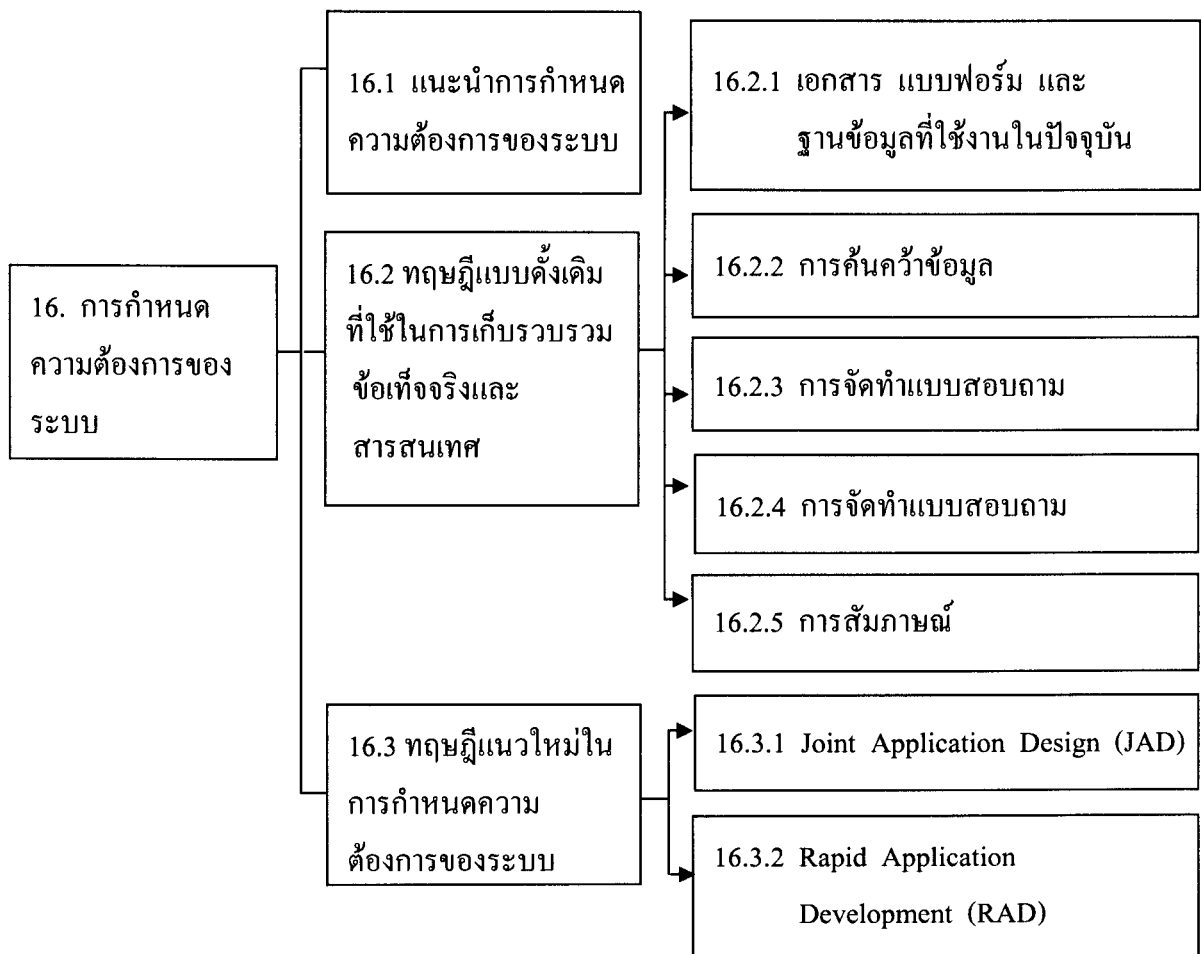 16. การกำหนด
ความต้องการของ
ระบบ
16.1 แนะนำการกำหนด
ความต้องการของระบบ
16.2 ทฤษฎีแบบดั้งเดิม
ที่ใช้ในการเก็บรวบรวม
ข้อเท็จจริงและ
สารสนเทศ
16.2.1 เอกสาร แบบฟอร์ม และ
ฐานข้อมูลที่ใช้งานในปัจจุบัน
16.2.2 การค้นคว้าข้อมูล
16.2.3 การจัดทำแบบสอบถาม
16.2.4 การจัดทำแบบสอบถาม
16.2.5 การสัมภาษณ์
16.3 ทฤษฎีแนวใหม่ใน
การกำหนดความ
ต้องการของระบบ
16.3.1 Joint Application Design (JAD)
16.3.2 Rapid Application
Development (RAD)